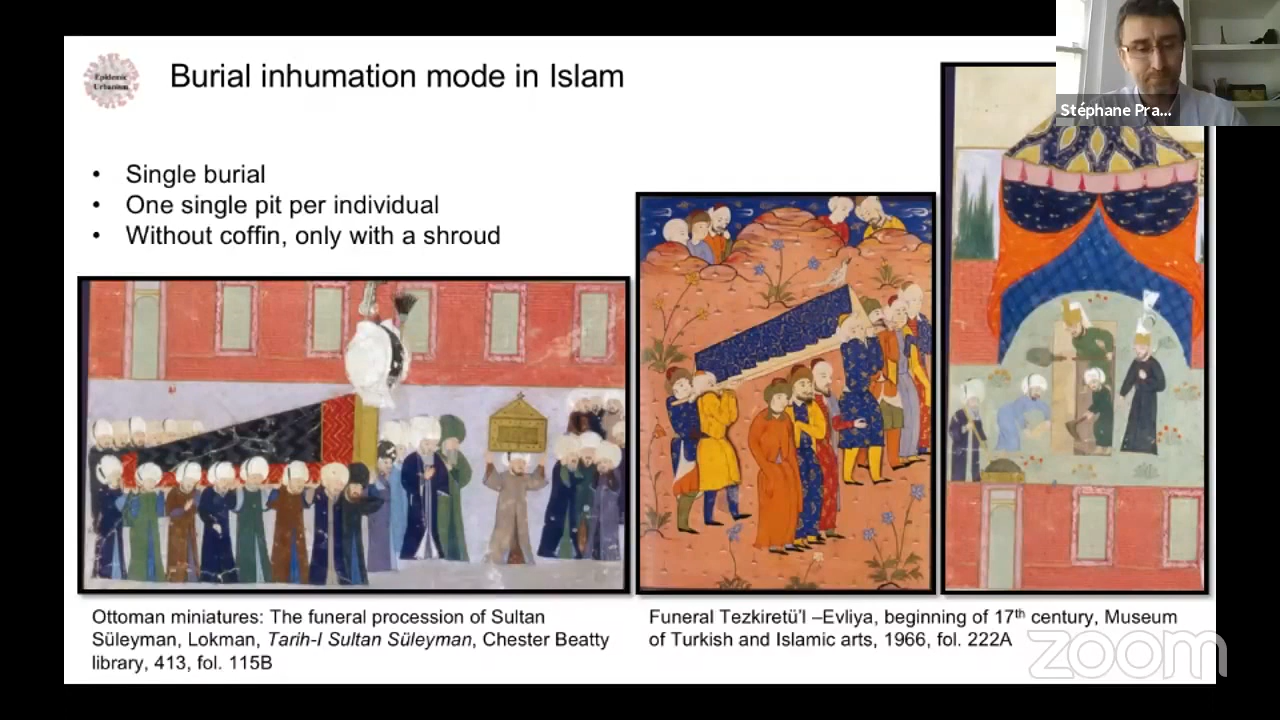 Epidemic
Urbanism
Burial inhumation mode in Islam
Stéphane Pra...
• Single burial
• One single pit per individual
• Without coffin, only with a shroud
Ottoman miniatures: The funeral procession of Sultan
Süleyman, Lokman, Tarih-I Sultan Süleyman, Chester Beatty
library, 413, fol. 115B
Funeral Tezkiretü'l –Evliya, beginning of 17th century, Museum
of Turkish and Islamic arts, 1966, fol. 222A
zoom